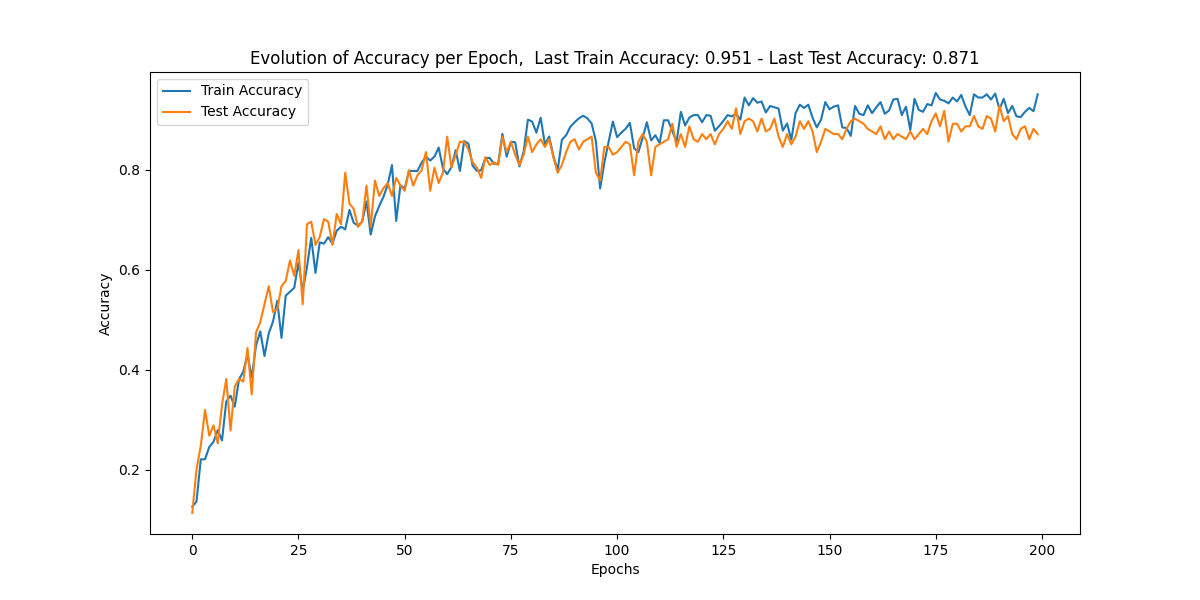 Evolution of Accuracy per Epoch,  Last Train Accuracy: 0.951 - Last Test Accuracy: 0.871
Train Accuracy
Test Accuracy
0.8
0.6
0.4
0.2
Accuracy
0 25 50 75 100 125 150 175 200
Epochs